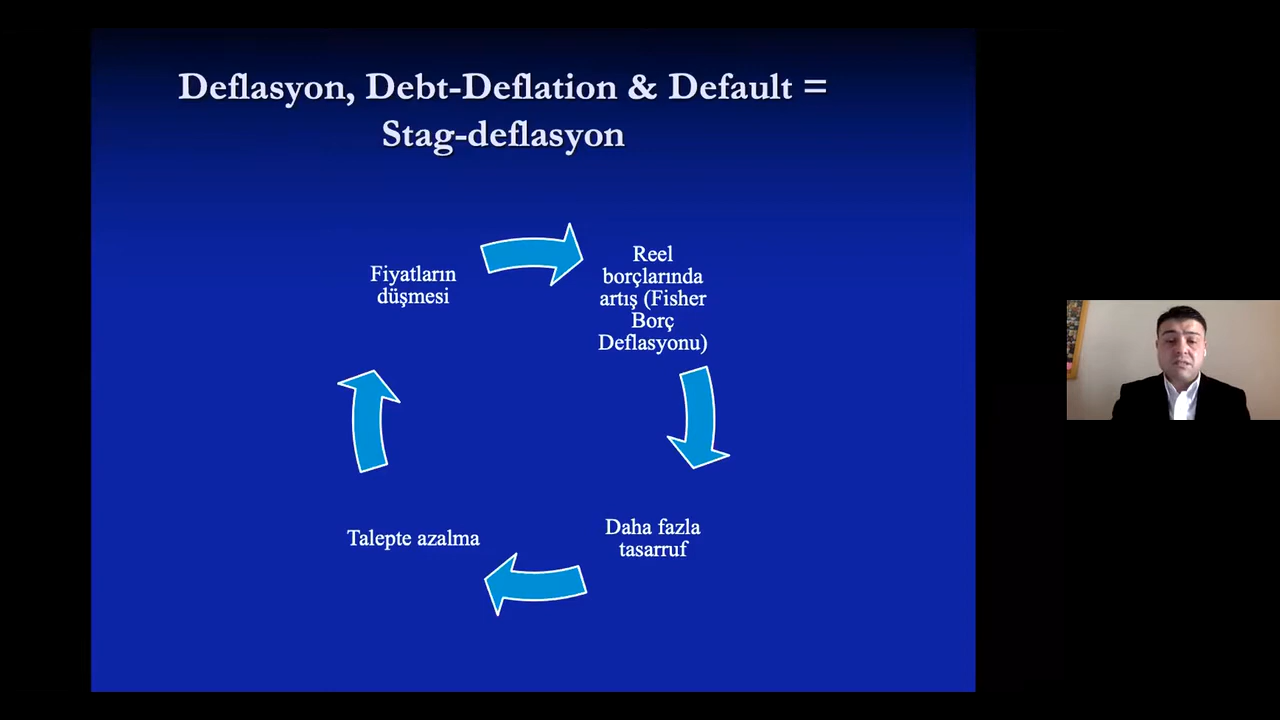 Deflasyon, Debt-Deflation & Default =
Stag-deflasyon
Fiyatların
düşmesi
Reel
borçlarında
artış (Fisher
Borç
Deflasyonu)
Daha fazla
tasarruf
Talepte azalma